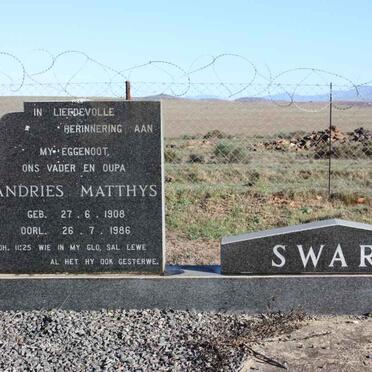 IN LIEFDEVOLLE
HERINNERING AAN
MY EGGENOOT,
ONS VADER EN OUPA
ANDRIES MATTHYS
GEB. 27.6.1908
OORL. 26.7.1986
JOH. 11:25 WIE IN MY GLO, SAL LEWE
AL HET HY OOK GESTERWE.
SWAR